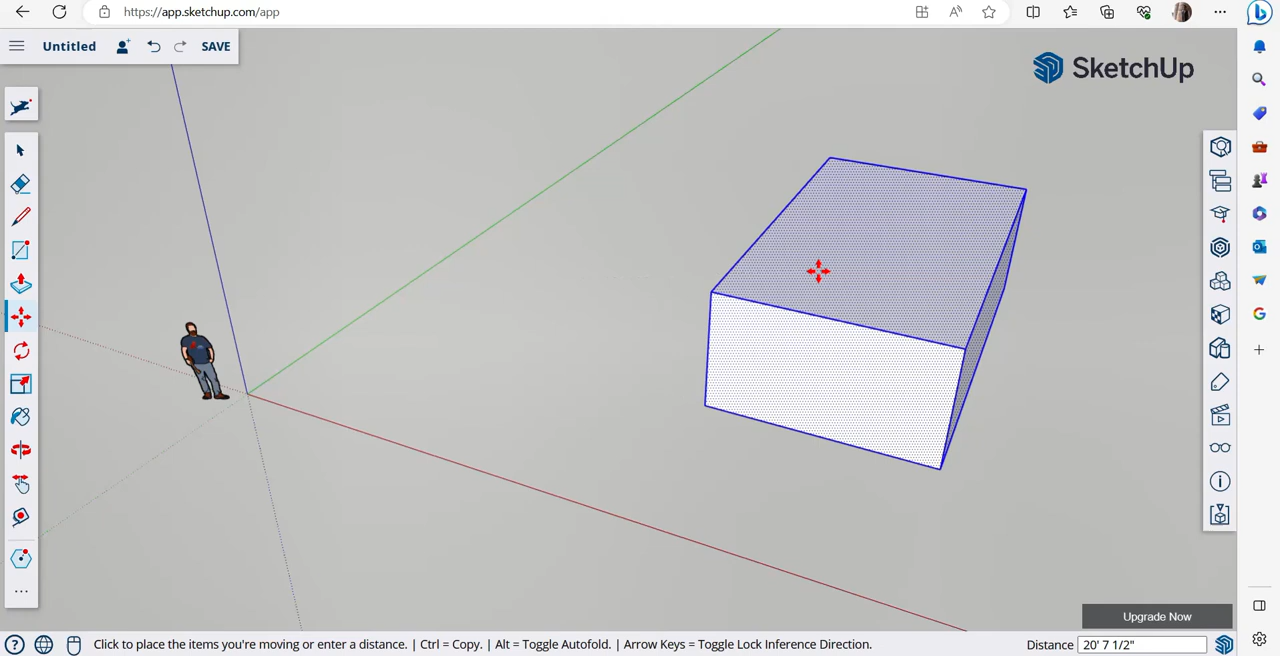 https://app.sketchup.com/app
Untitled
SAVE
SketchUp
Upgrade Now
Click to place the items you're moving or enter a distance. | Ctrl = Copy. | Alt = Toggle Autofold. | Arrow Keys = Toggle Lock Inference Direction.
Distance 20' 7 1/2"